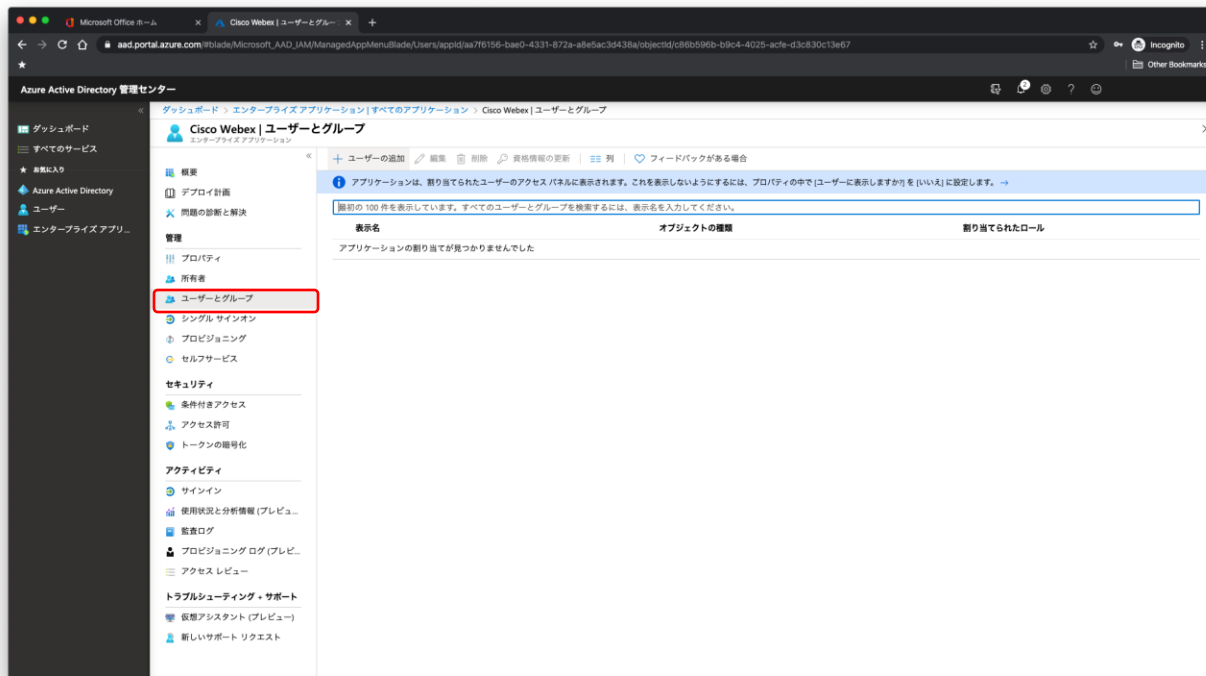 Microsoft Office ホーム
Cisco Webex | ユーザーとグルー
aad.portal.azure.com/#blade/Microsoft_AAD_IAM/ManagedAppMenuBlade/Users/appId/aa7f6156-bae0-4331-872a-a8e5ac3d438a/objectId/c86b596b-b9c4-4025-acfe-d3c830c13e67
Incognito
Other Bookmarks
Azure Active Directory 管理センター
2
ダッシュボード
すべてのサービス
お気に入り
Azure Active Directory
ユーザー
エンタープライズ アプリ...
ダッシュボード > エンタープライズ アプリケーション | すべてのアプリケーション > Cisco Webex | ユーザーとグループ
Cisco Webex | ユーザーとグループ
エンタープライズ アプリケーション
概要
デプロイ計画
問題の診断と解決
管理
プロパティ
所有者
ユーザーとグループ
シングル サインオン
プロビジョニング
セルフサービス
セキュリティ
条件付きアクセス
アクセス許可
トークンの暗号化
アクティビティ
サインイン
使用状況と分析情報 (プレビュ...
監査ログ
プロビジョニング ログ (プレビ...
アクセス レビュー
トラブルシューティング + サポート
仮想アシスタント (プレビュー)
新しいサポート リクエスト
ユーザーの追加 編集 削除 資格情報の更新 列 フィードバックがある場合
アプリケーションは、割り当てられたユーザーのアクセス パネルに表示されます。これを表示しないようにするには、プロパティの中で [ユーザーに表示しますか?] を [いいえ] に設定します。 →
最初の 100 件を表示しています。すべてのユーザーとグループを検索するには、表示名を入力してください。
表示名 オブジェクトの種類 割り当てられたロール
アプリケーションの割り当てが見つかりませんでした